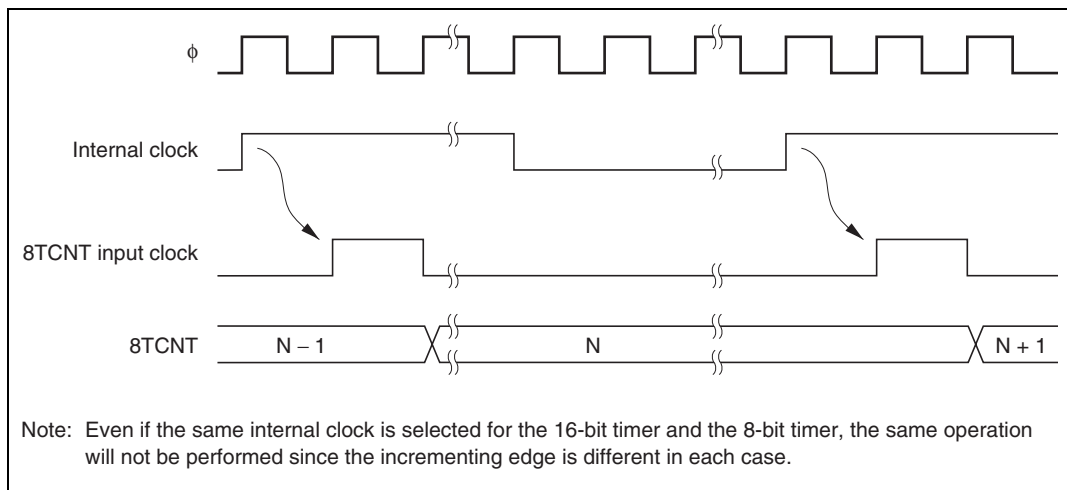 φ
Internal clock
8TCNT input clock
8TCNT
N – 1
N
N + 1
Note: Even if the same internal clock is selected for the 16-bit timer and the 8-bit timer, the same operation
will not be performed since the incrementing edge is different in each case.